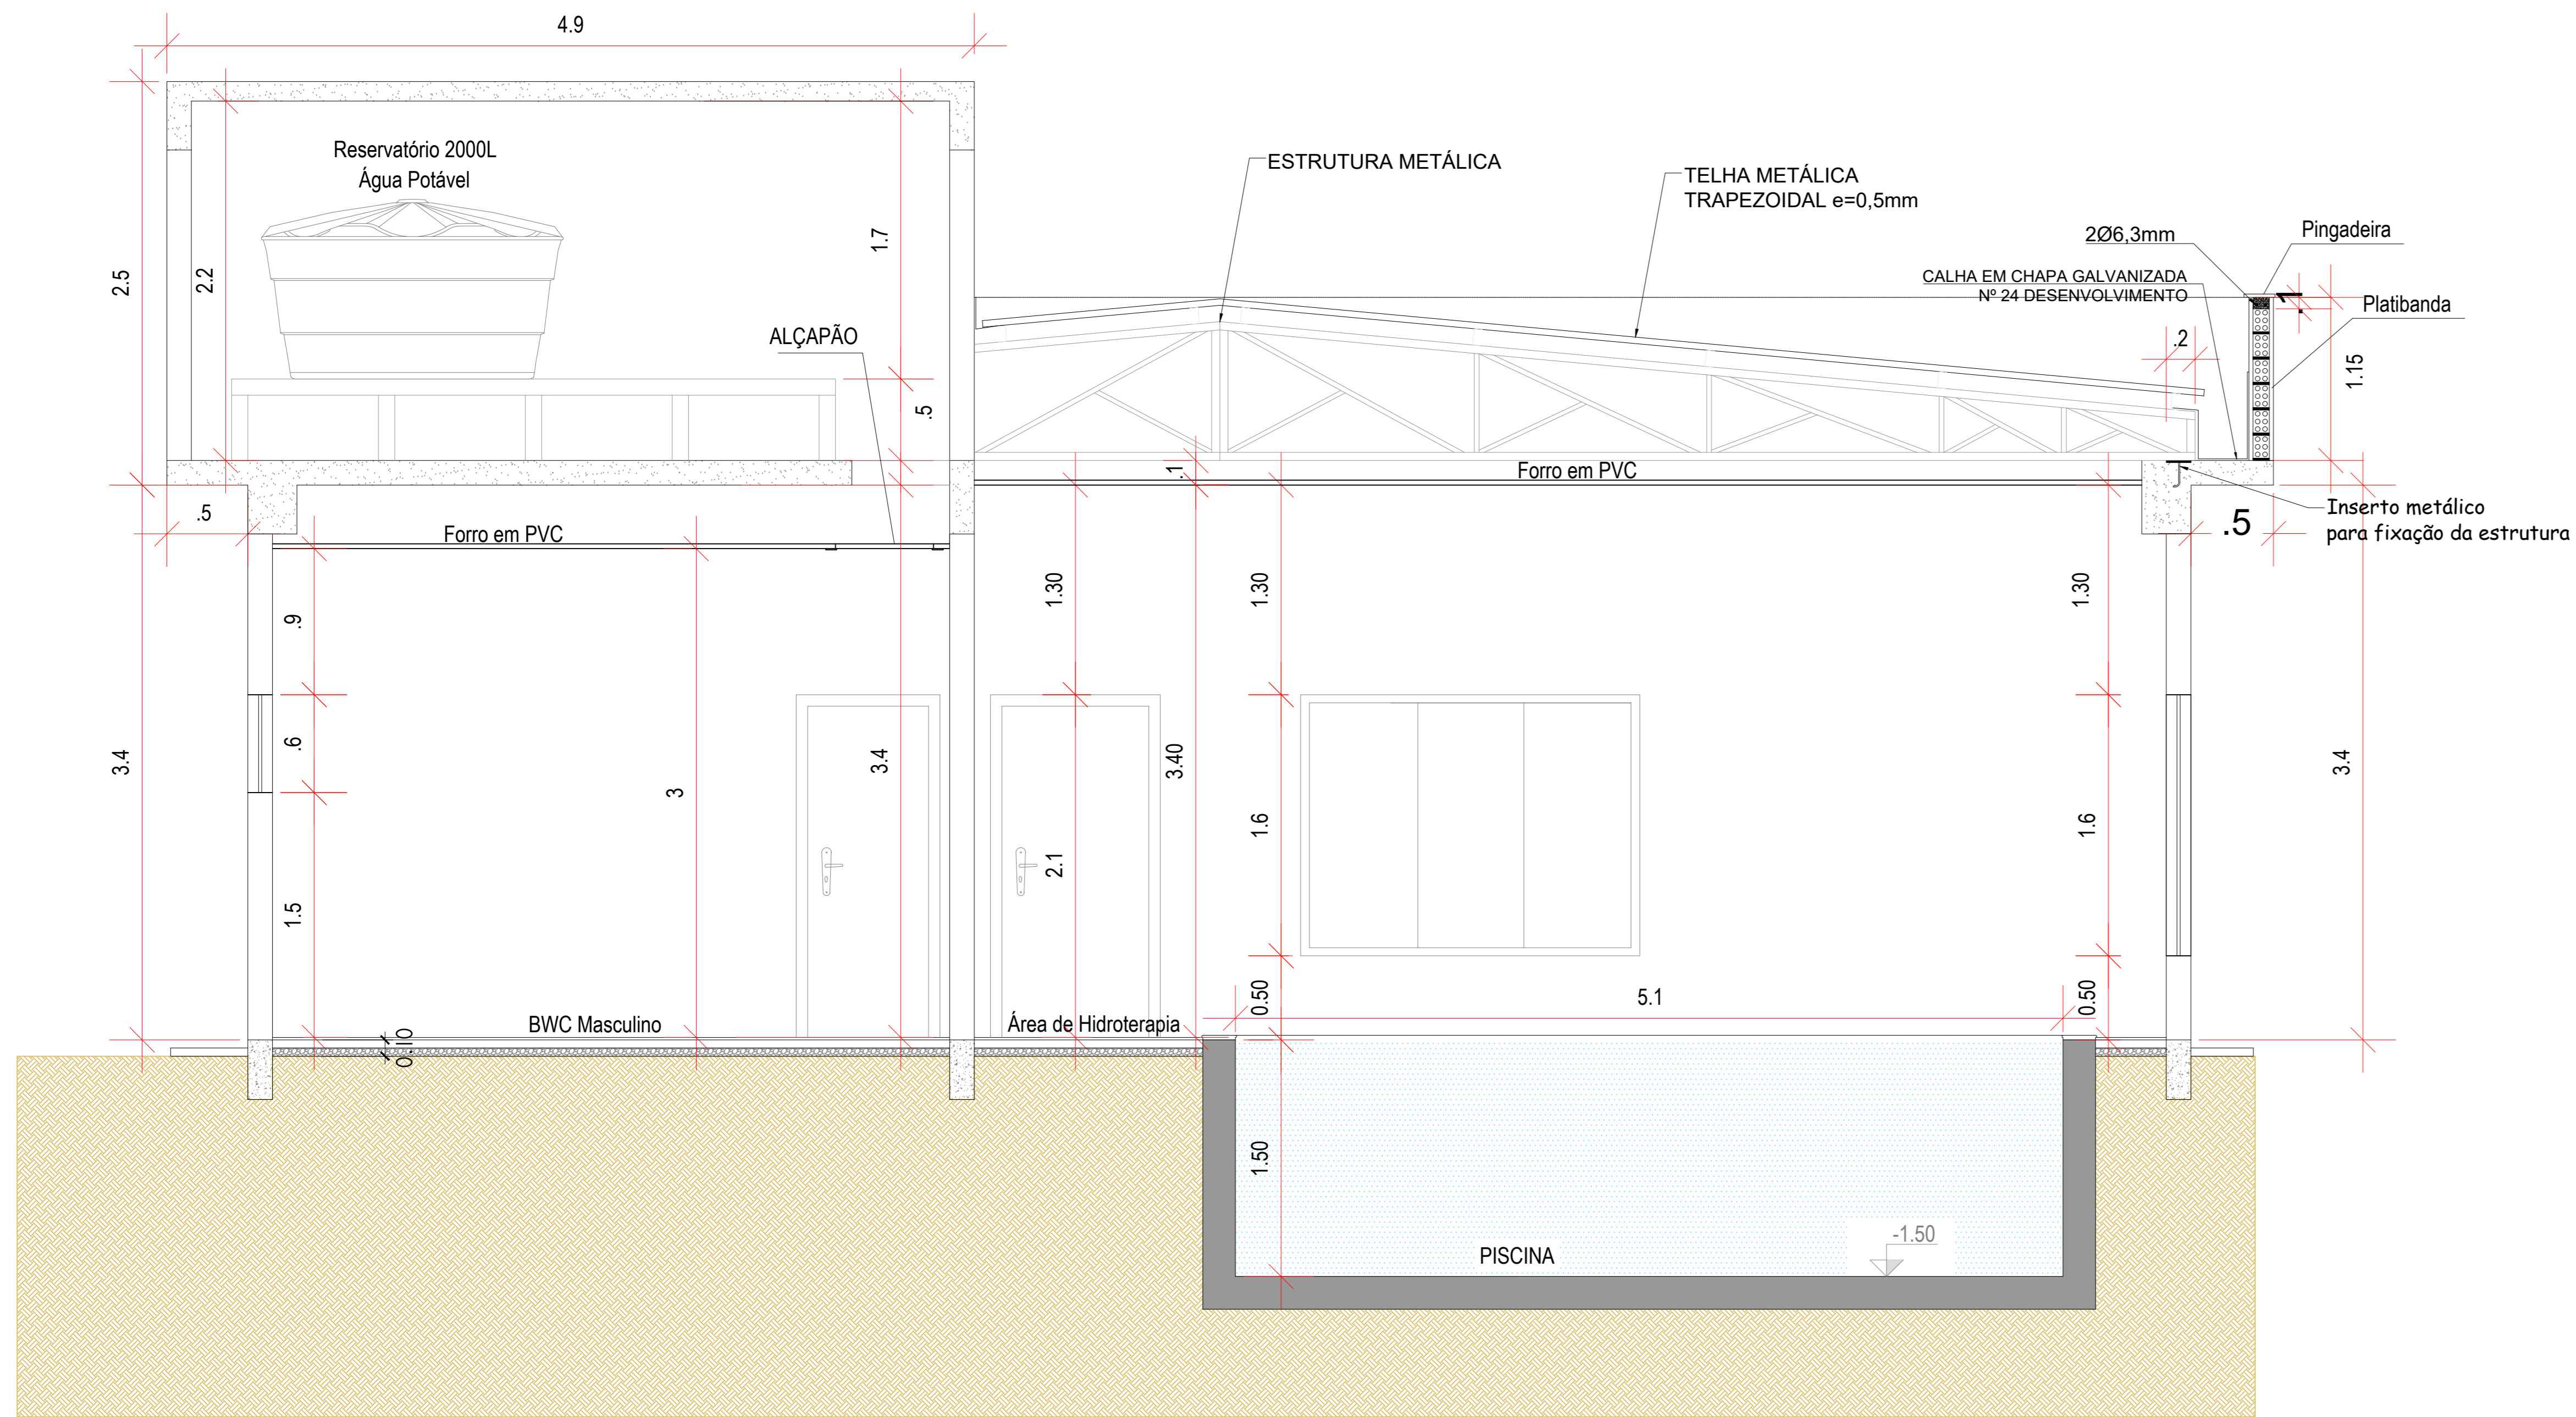 4.9
Reservatório 2000L
Água Potável
ESTRUTURA METÁLICA
TELHA METÁLICA
TRAPEZOIDAL e=0,5mm
2Ø6,3mm
Pingadeira
CALHA EM CHAPA GALVANIZADA
Nº 24 DESENVOLVIMENTO
Platibanda
2.5
2.2
1.7
.5
ALÇAPÃO
.1
.2
1.15
.1
Forro em PVC
Inserto metálico
para fixação da estrutura
.5
.5
Forro em PVC
.9
1.30
1.30
1.30
3.4
.6
3
3.4
3.40
3.4
1.5
2.1
1.6
1.6
0.50
5.1
0.50
BWC Masculino
Área de Hidroterapia
0.10
1.50
-1.50
PISCINA